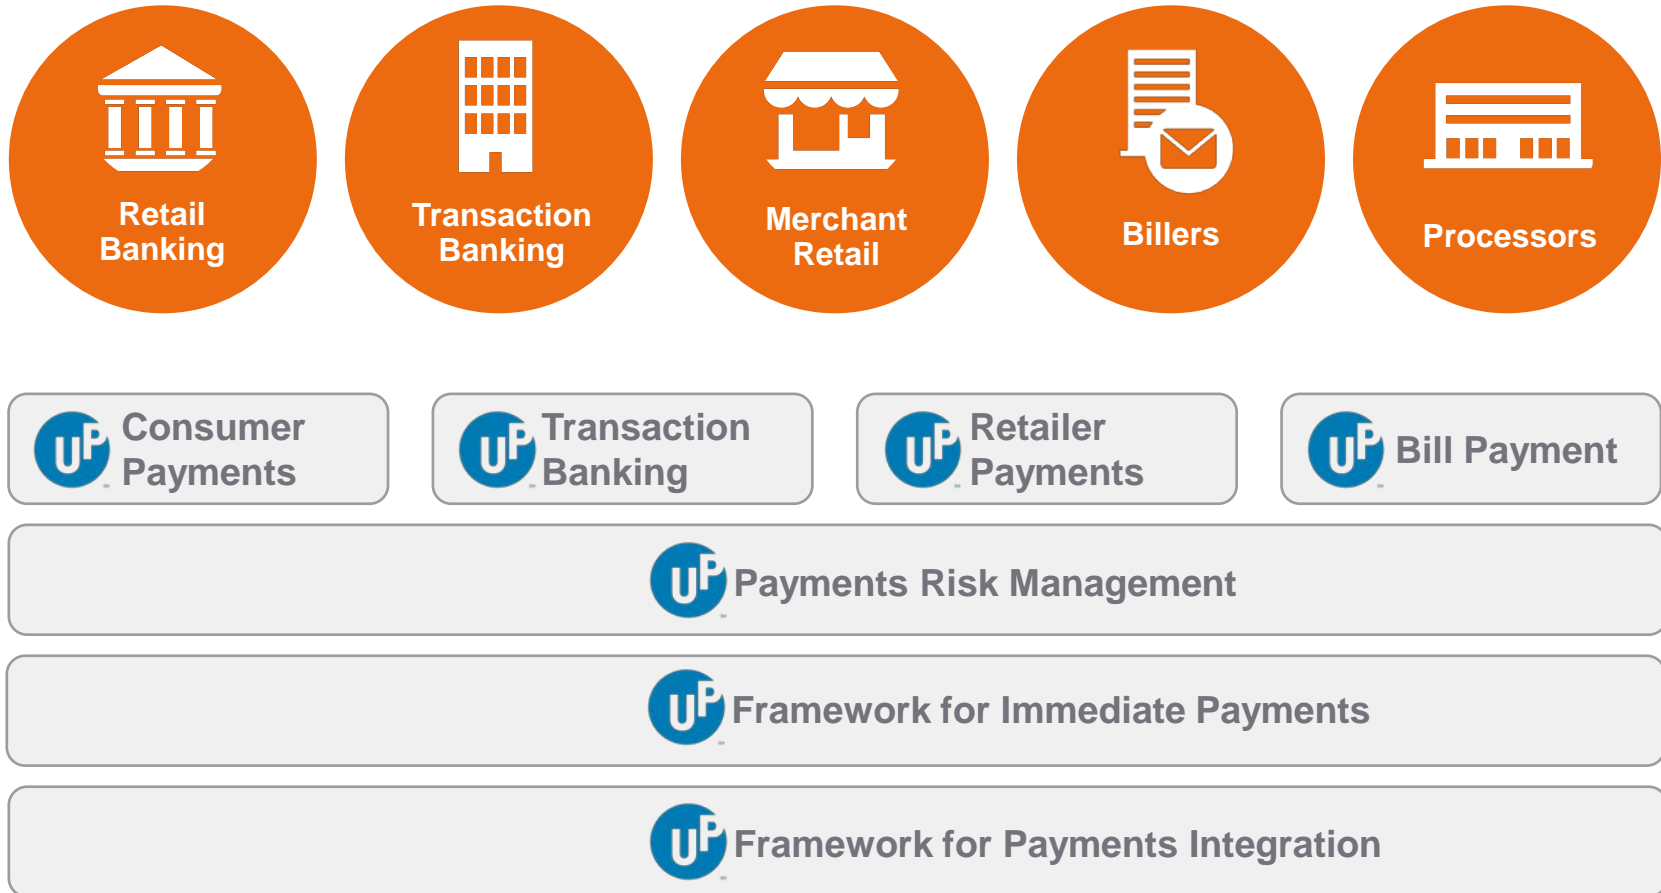 Retail
Banking
Transaction
Banking
Merchant
Retail
Billers
Processors
UP Consumer
Payments
UP Transaction
Banking
UP Retailer
Payments
UP Bill Payment
UP Payments Risk Management
UP Framework for Immediate Payments
UP Framework for Payments Integration